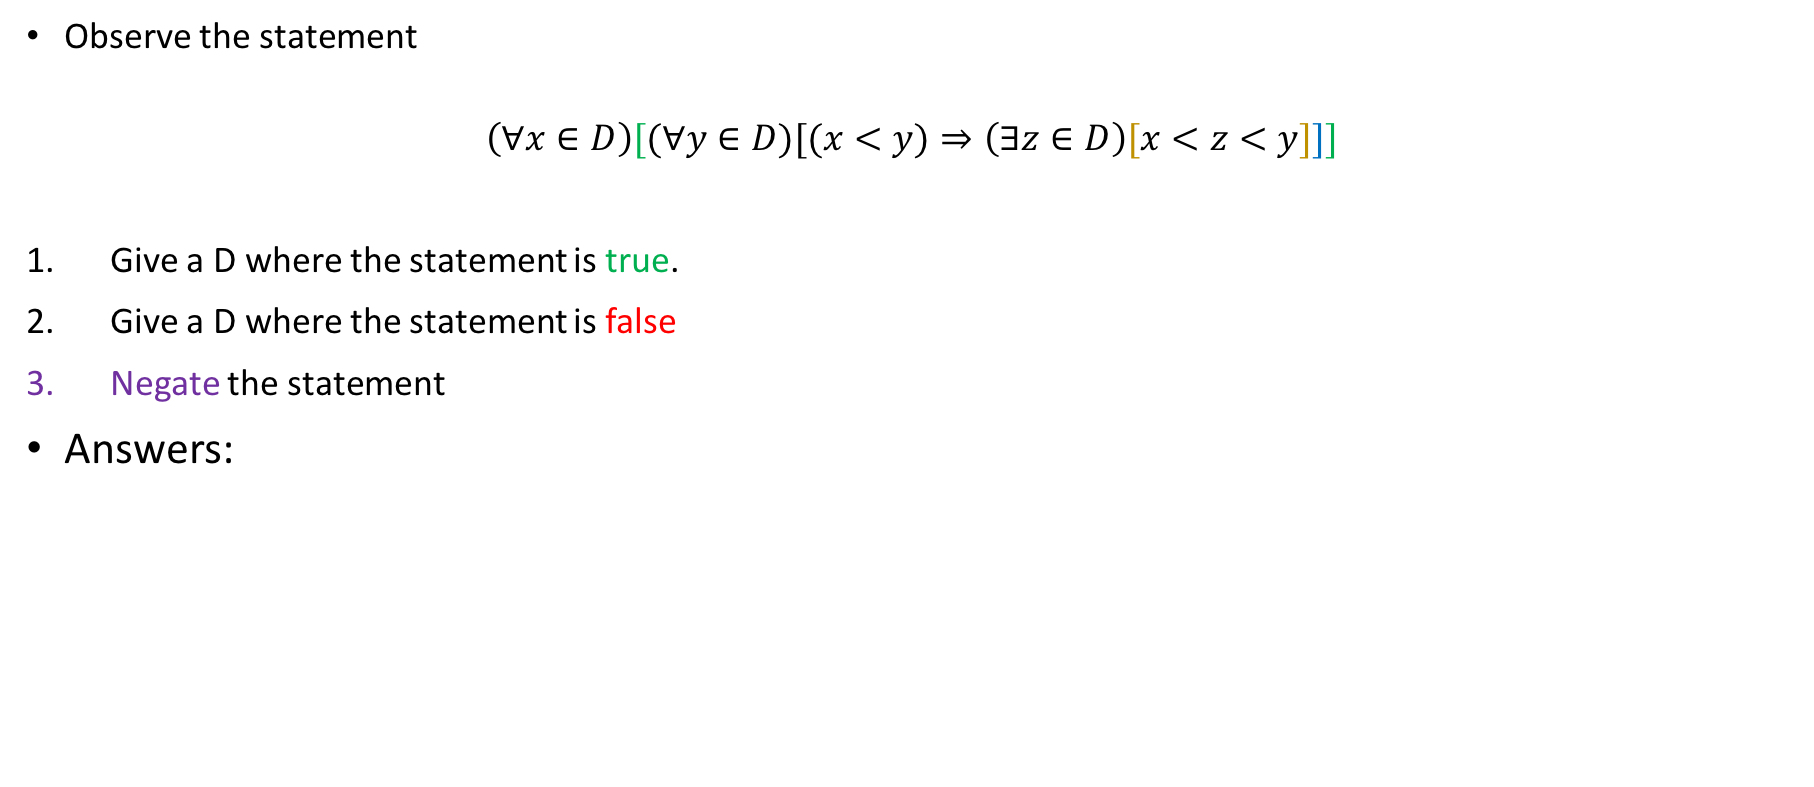 • Observe the statement
(∀x ∈ D)[(∀y ∈ D)[(x < y) ⇒ (∃z ∈ D)[x < z < y]]]
1. Give a D where the statement is true.
2. Give a D where the statement is false
3. Negate the statement
• Answers: